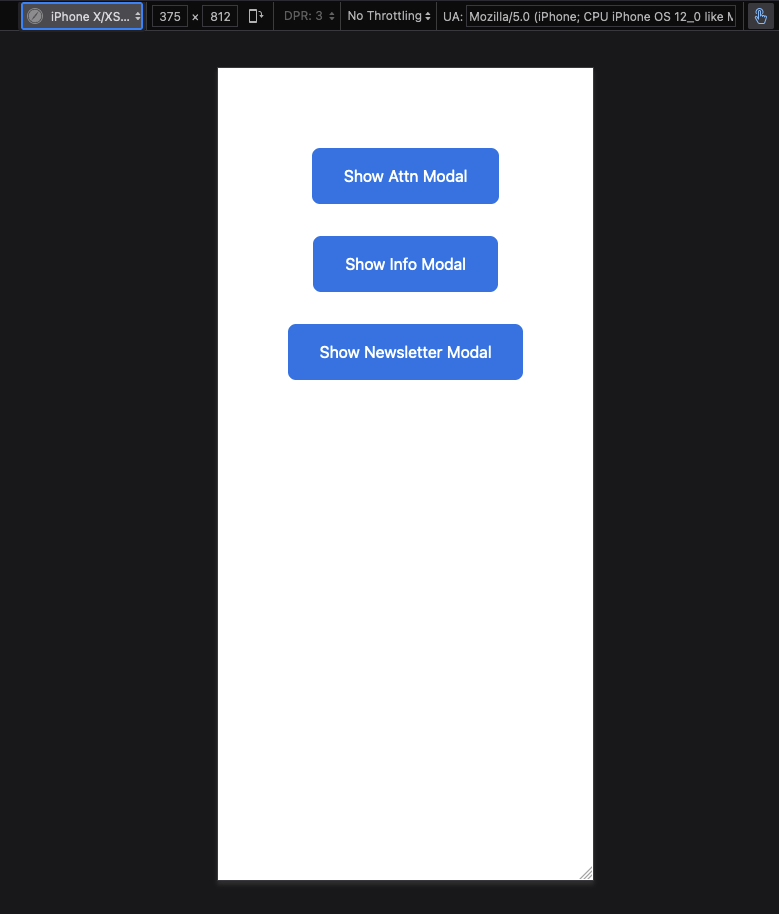 iPhone X/XS... 375 × 812 DPR: 3 No Throttling UA: Mozilla/5.0 (iPhone; CPU iPhone OS 12_0 like
Show Attn Modal
Show Info Modal
Show Newsletter Modal